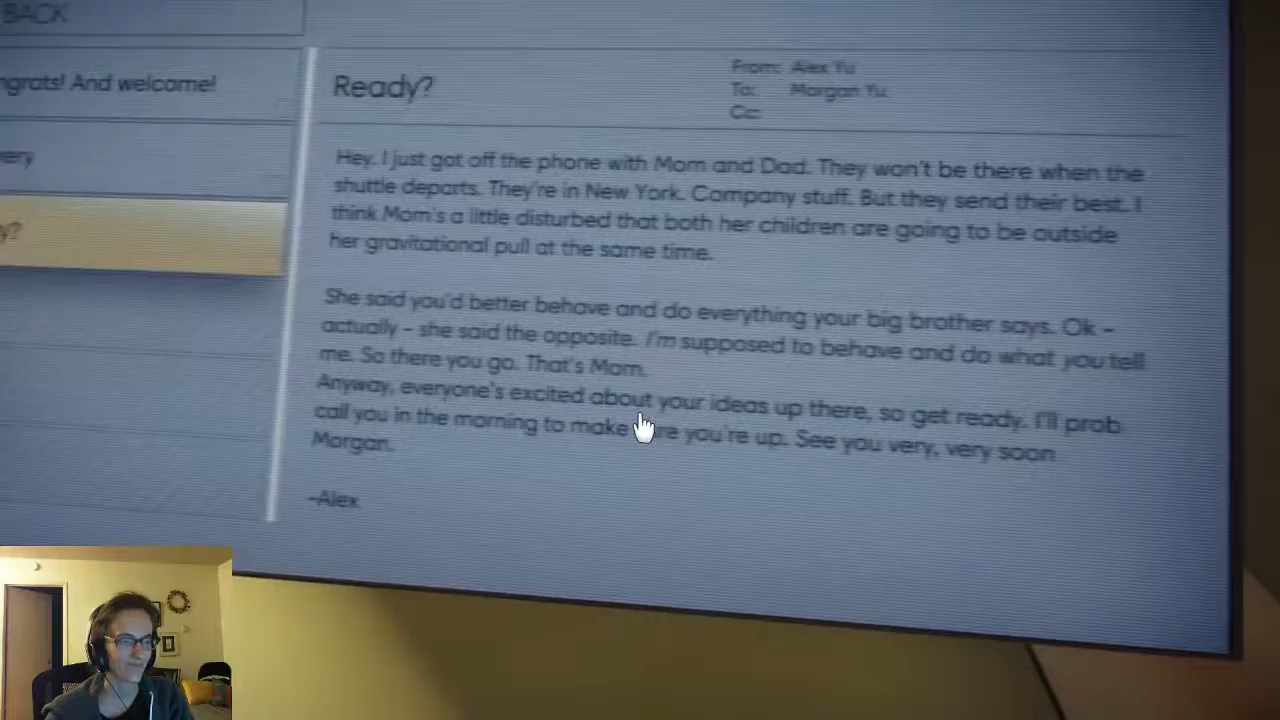 BACK
ngrats! And welcome!
very
y?
Ready?
From: Alex Yu
To: Morgan Yu
Cc:
Hey. I just got off the phone with Mom and Dad. They won't be there when the
shuttle departs. They're in New York. Company stuff. But they send their best. I
think Mom's a little disturbed that both her children are going to be outside
her gravitational pull at the same time.
She said you'd better behave and do everything your big brother says. Ok -
actually - she said the opposite. I'm supposed to behave and do what you tell
me. So there you go. That's Mom.
Anyway, everyone's excited about your ideas up there, so get ready. I'll prob
call you in the morning to make re you're up. See you very, very soon
Morgan.
-Alex